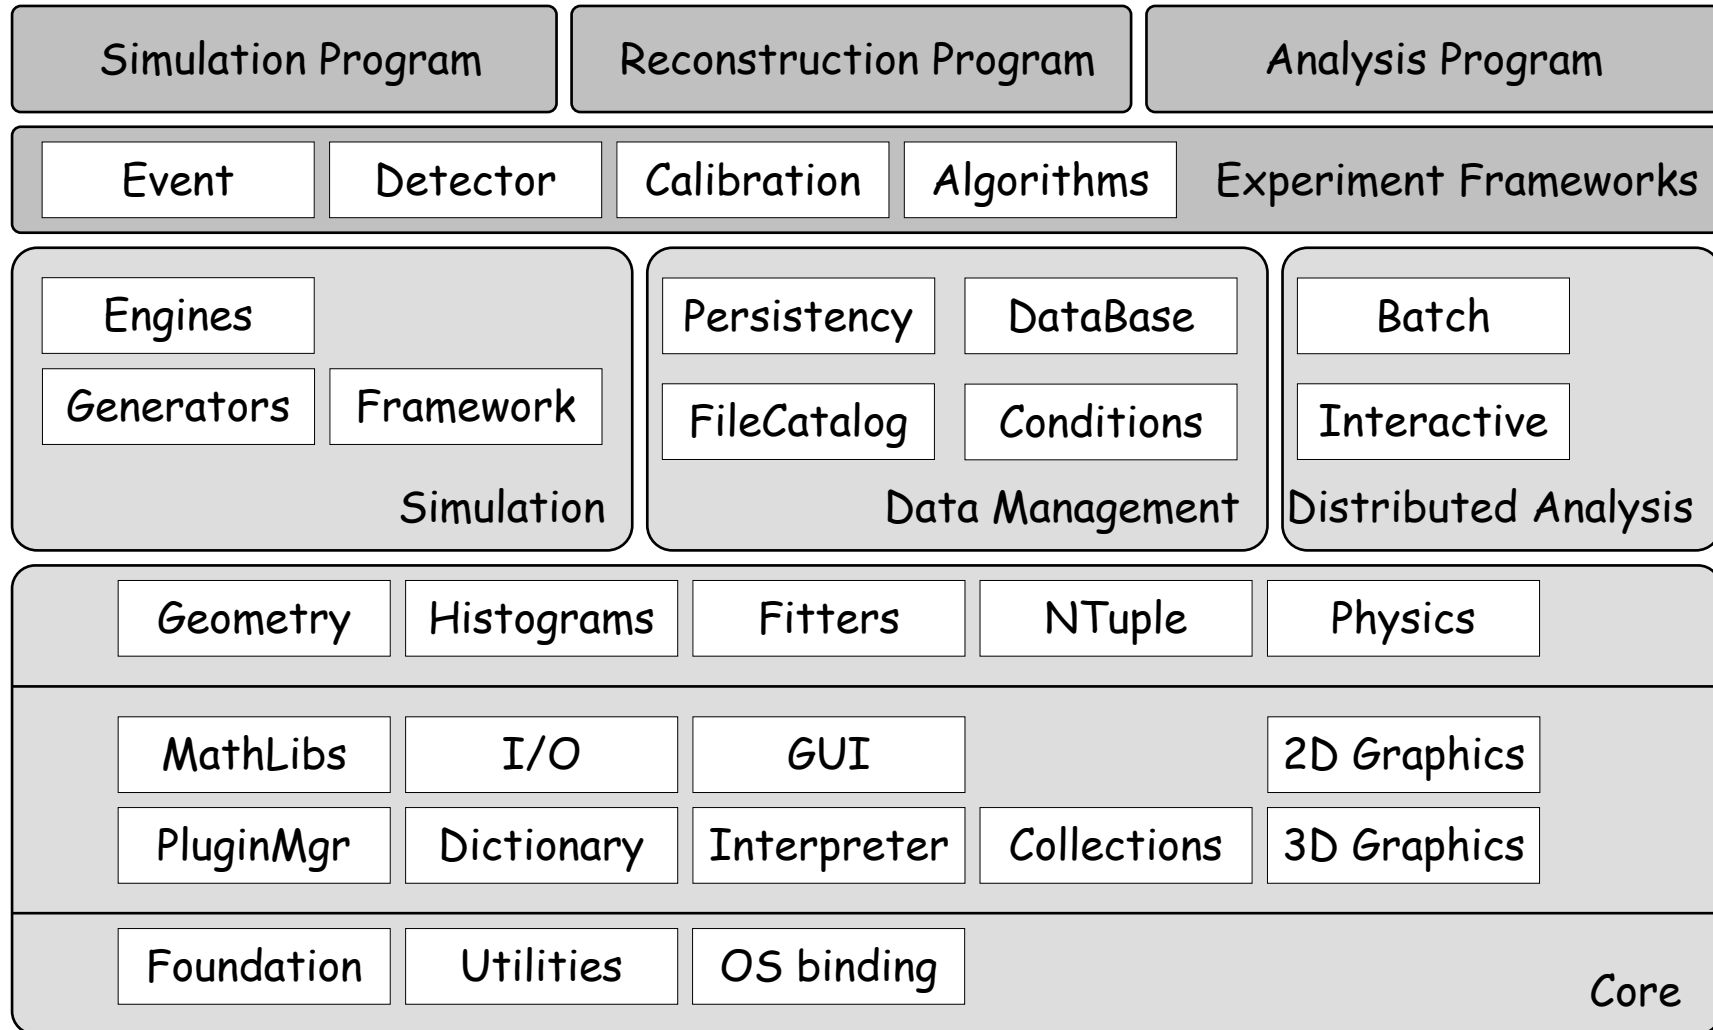 Simulation Program
Reconstruction Program
Analysis Program
Event
Detector
Calibration
Algorithms
Experiment Frameworks
Engines
Generators
Framework
Simulation
Persistency
DataBase
FileCatalog
Conditions
Data Management
Batch
Interactive
Distributed Analysis
Geometry
Histograms
Fitters
NTuple
Physics
MathLibs
I/O
GUI
2D Graphics
PluginMgr
Dictionary
Interpreter
Collections
3D Graphics
Foundation
Utilities
OS binding
Core